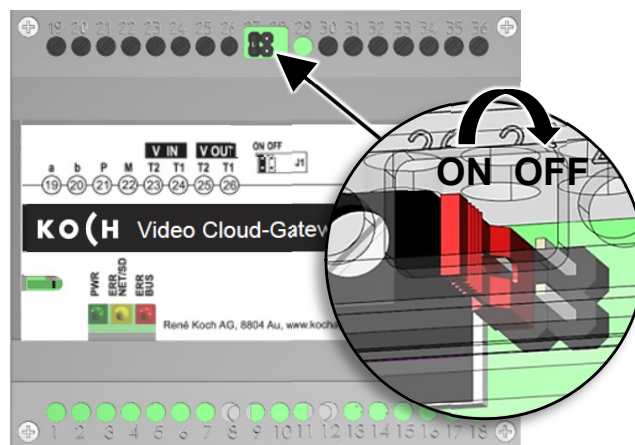 19 20 21 22 23 24 25 26 27 28 29 30 31 32 33 34 35 36
V IN V OUT ON OFF
a b P M T2 T1 T2 T1 J1
19 20 21 22 23 24 25 26
KOCH Video Cloud-Gatew
PWR
ERR NET/SD
ERR BUS
René Koch AG, 8804 Au, www.kocha
ON OFF
1 2 3 4 5 6 7 8 9 10 11 12 13 14 15 16 17 18